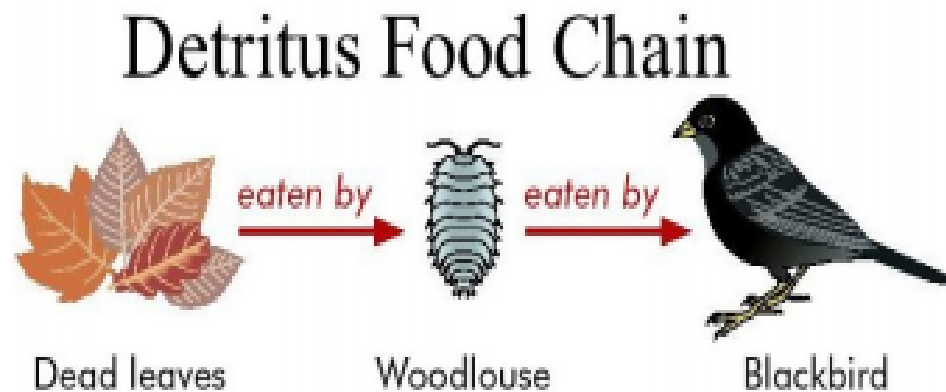 Detritus Food Chain
eaten by eaten by
Dead leaves Woodlouse Blackbird